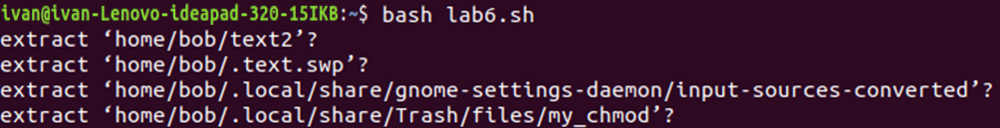 ivan@ivan-Lenovo-ideapad-320-15IKB:~$ bash lab6.sh
extract ‘home/bob/text2’?
extract ‘home/bob/.text.swp’?
extract ‘home/bob/.local/share/gnome-settings-daemon/input-sources-converted’?
extract ‘home/bob/.local/share/Trash/files/my_chmod’?